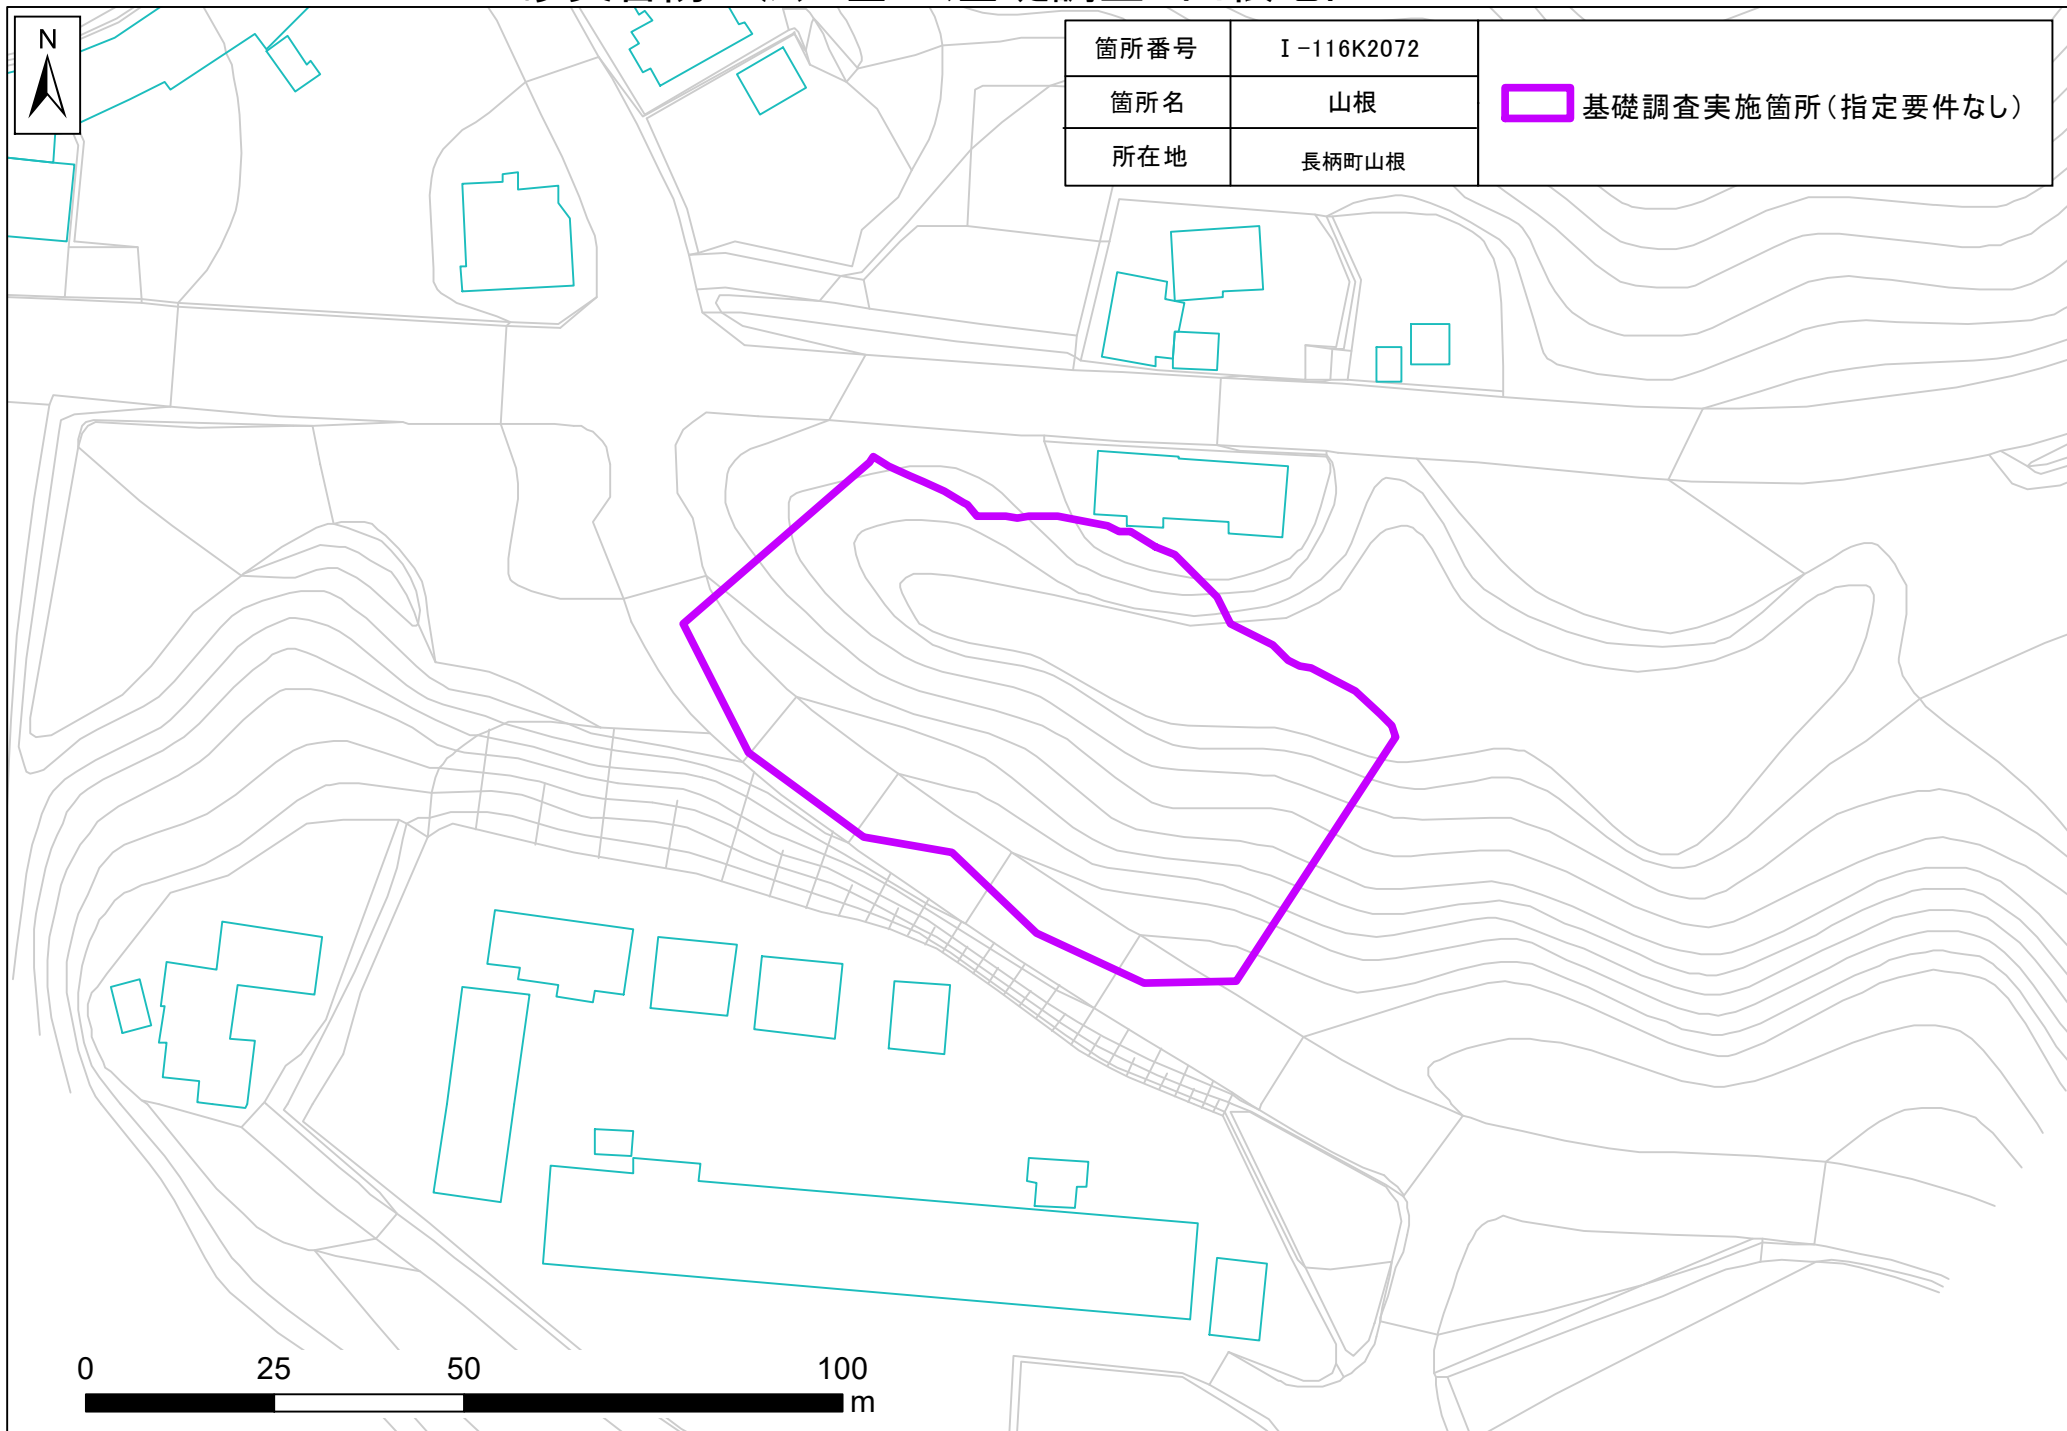 N
箇所番号 Ⅰ-116K2072
箇所名 山根
所在地 長柄町山根
基礎調査実施箇所(指定要件なし)
0 25 50 100
m